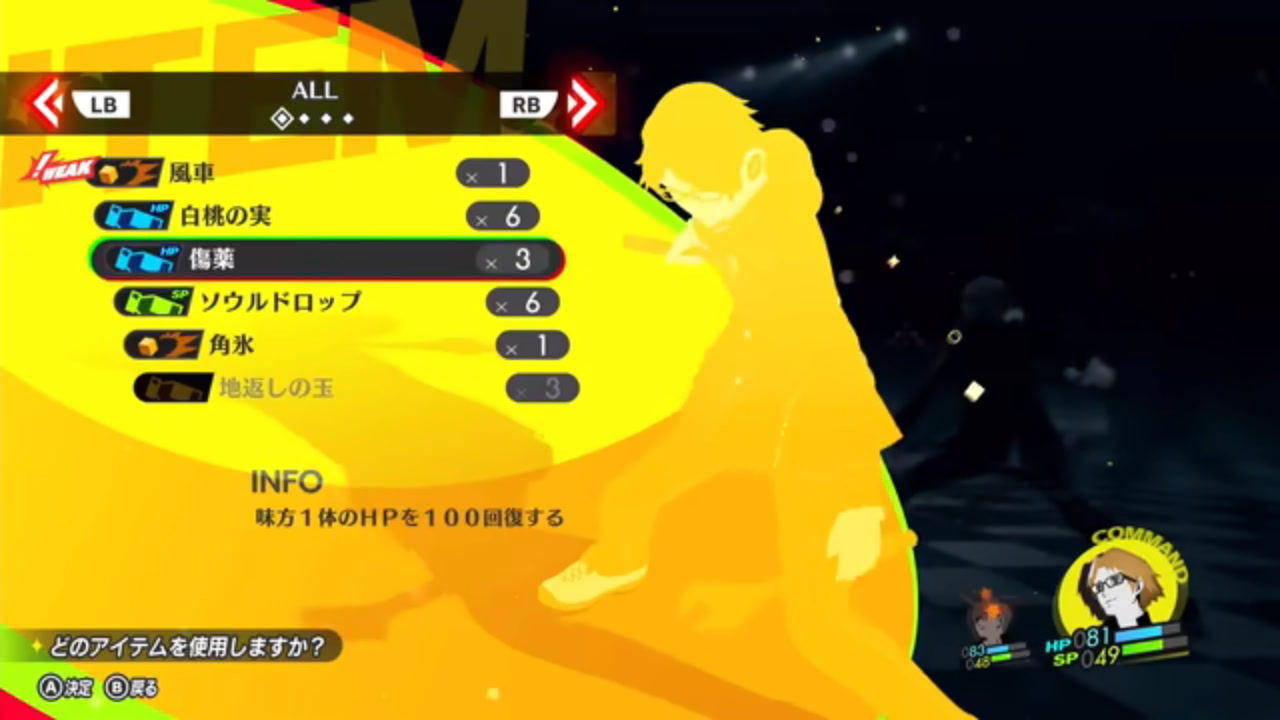 ITEM
LB ALL RB
WEAK 風車 × 1
HP 白桃の実 × 6
HP 傷薬 × 3
SP ソウルドロップ × 6
角氷 × 1
地返しの玉 × 3
INFO
味方1体のHPを100回復する
COMMAND
083
048
HP 081
SP 049
どのアイテムを使用しますか?
A 決定 B 戻る